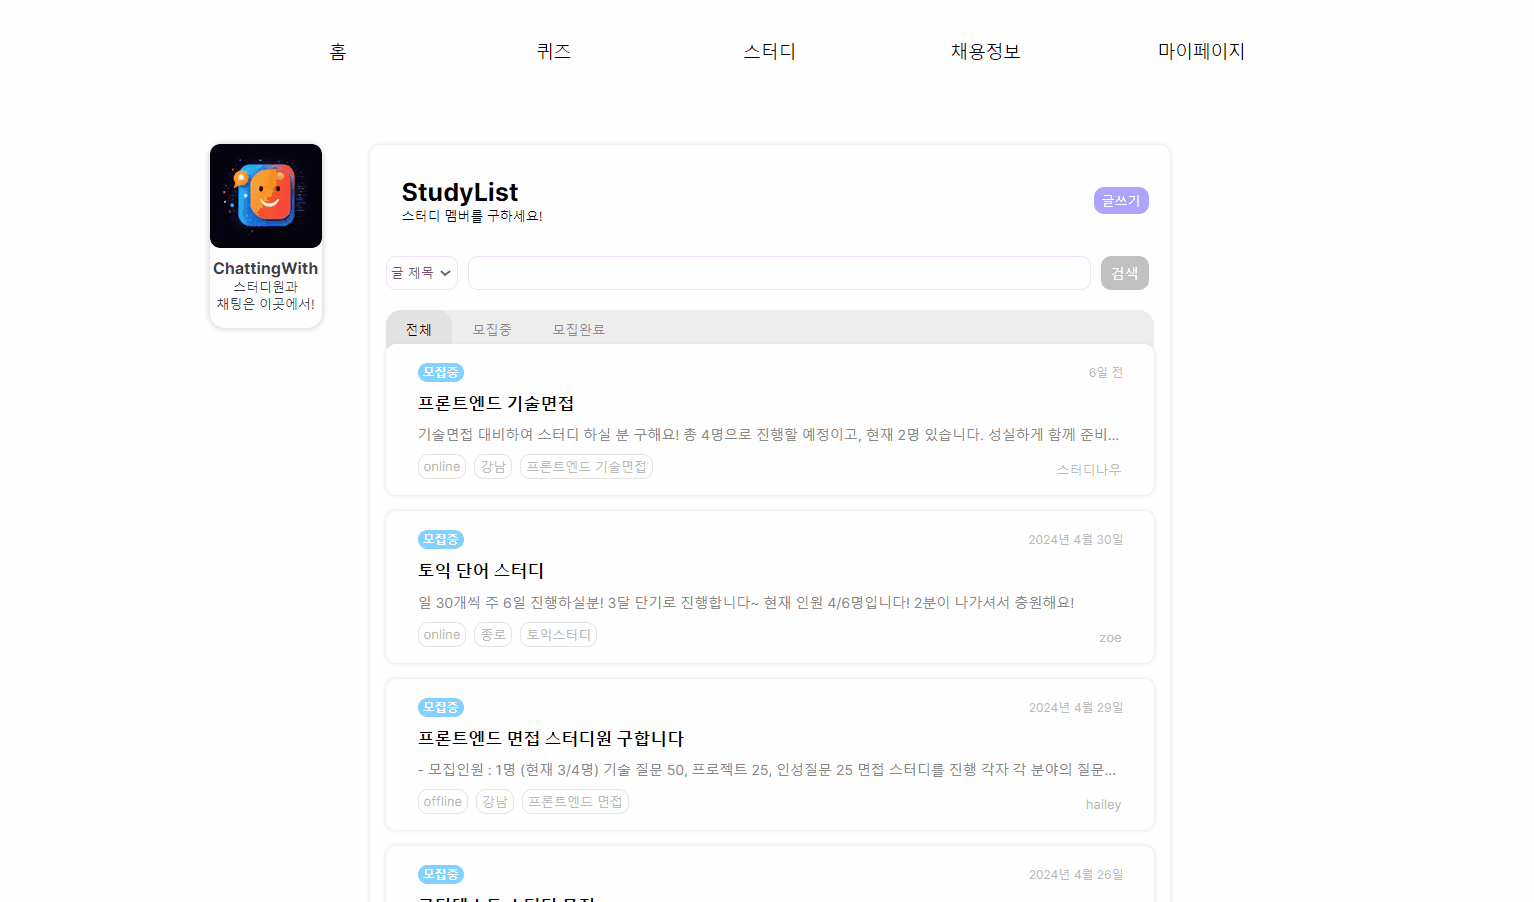 홈 퀴즈 스터디 채용정보 마이페이지
ChattingWith
스터디원과
채팅은 이곳에서!
StudyList
스터디 멤버를 구하세요!
글쓰기
글 제목 검색
전체 모집중 모집완료
모집중 6일 전
프론트엔드 기술면접
기술면접 대비하여 스터디 하실 분 구해요! 총 4명으로 진행할 예정이고, 현재 2명 있습니다. 성실하게 함께 준비...
online 강남 프론트엔드 기술면접 스터디나우
모집중 2024년 4월 30일
토익 단어 스터디
일 30개씩 주 6일 진행하실분! 3달 단기로 진행합니다~ 현재 인원 4/6명입니다! 2분이 나가셔서 충원해요!
online 종로 토익스터디 zoe
모집중 2024년 4월 29일
프론트엔드 면접 스터디원 구합니다
- 모집인원 : 1명 (현재 3/4명) 기술 질문 50, 프로젝트 25, 인성질문 25 면접 스터디를 진행 각자 각 분야의 질문...
offline 강남 프론트엔드 면접 hailey
모집중 2024년 4월 26일